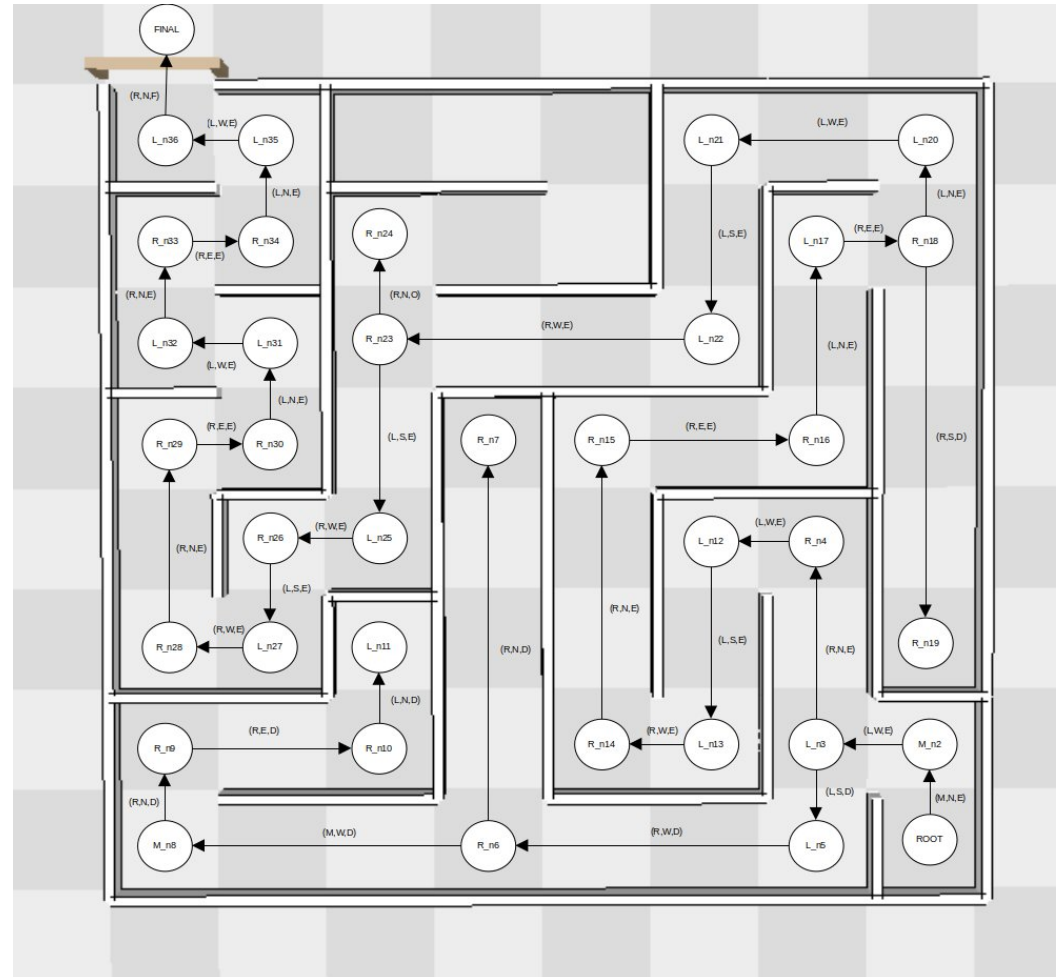 FINAL
(R,N,F)
(L,W,E)
L_n36
L_n35
L_n21
(L,W,E)
L_n20
(L,N,E)
(L,N,E)
R_n33
R_n34
R_n24
L_n17
(R,E,E)
R_n18
(R,E,E)
(L,S,E)
(R,N,E)
(R,N,O)
L_n32
L_n31
R_n23
(R,W,E)
L_n22
(L,W,E)
(L,N,E)
(L,N,E)
(R,E,E)
R_n29
R_n30
(L,S,E)
R_n7
R_n15
(R,E,E)
R_n16
(R,S,D)
R_n26
(R,W,E)
L_n25
L_n12
(L,W,E)
R_n4
(R,N,E)
(L,S,E)
(R,N,E)
R_n28
(R,W,E)
L_n27
L_n11
(R,N,D)
(L,S,E)
(R,N,E)
R_n19
(L,N,D)
R_n9
(R,E,D)
R_n10
R_n14
(R,W,E)
L_n13
L_n3
(L,W,E)
M_n2
(R,N,D)
(L,S,D)
(M,N,E)
M_n8
(M,W,D)
R_n6
(R,W,D)
L_n5
ROOT